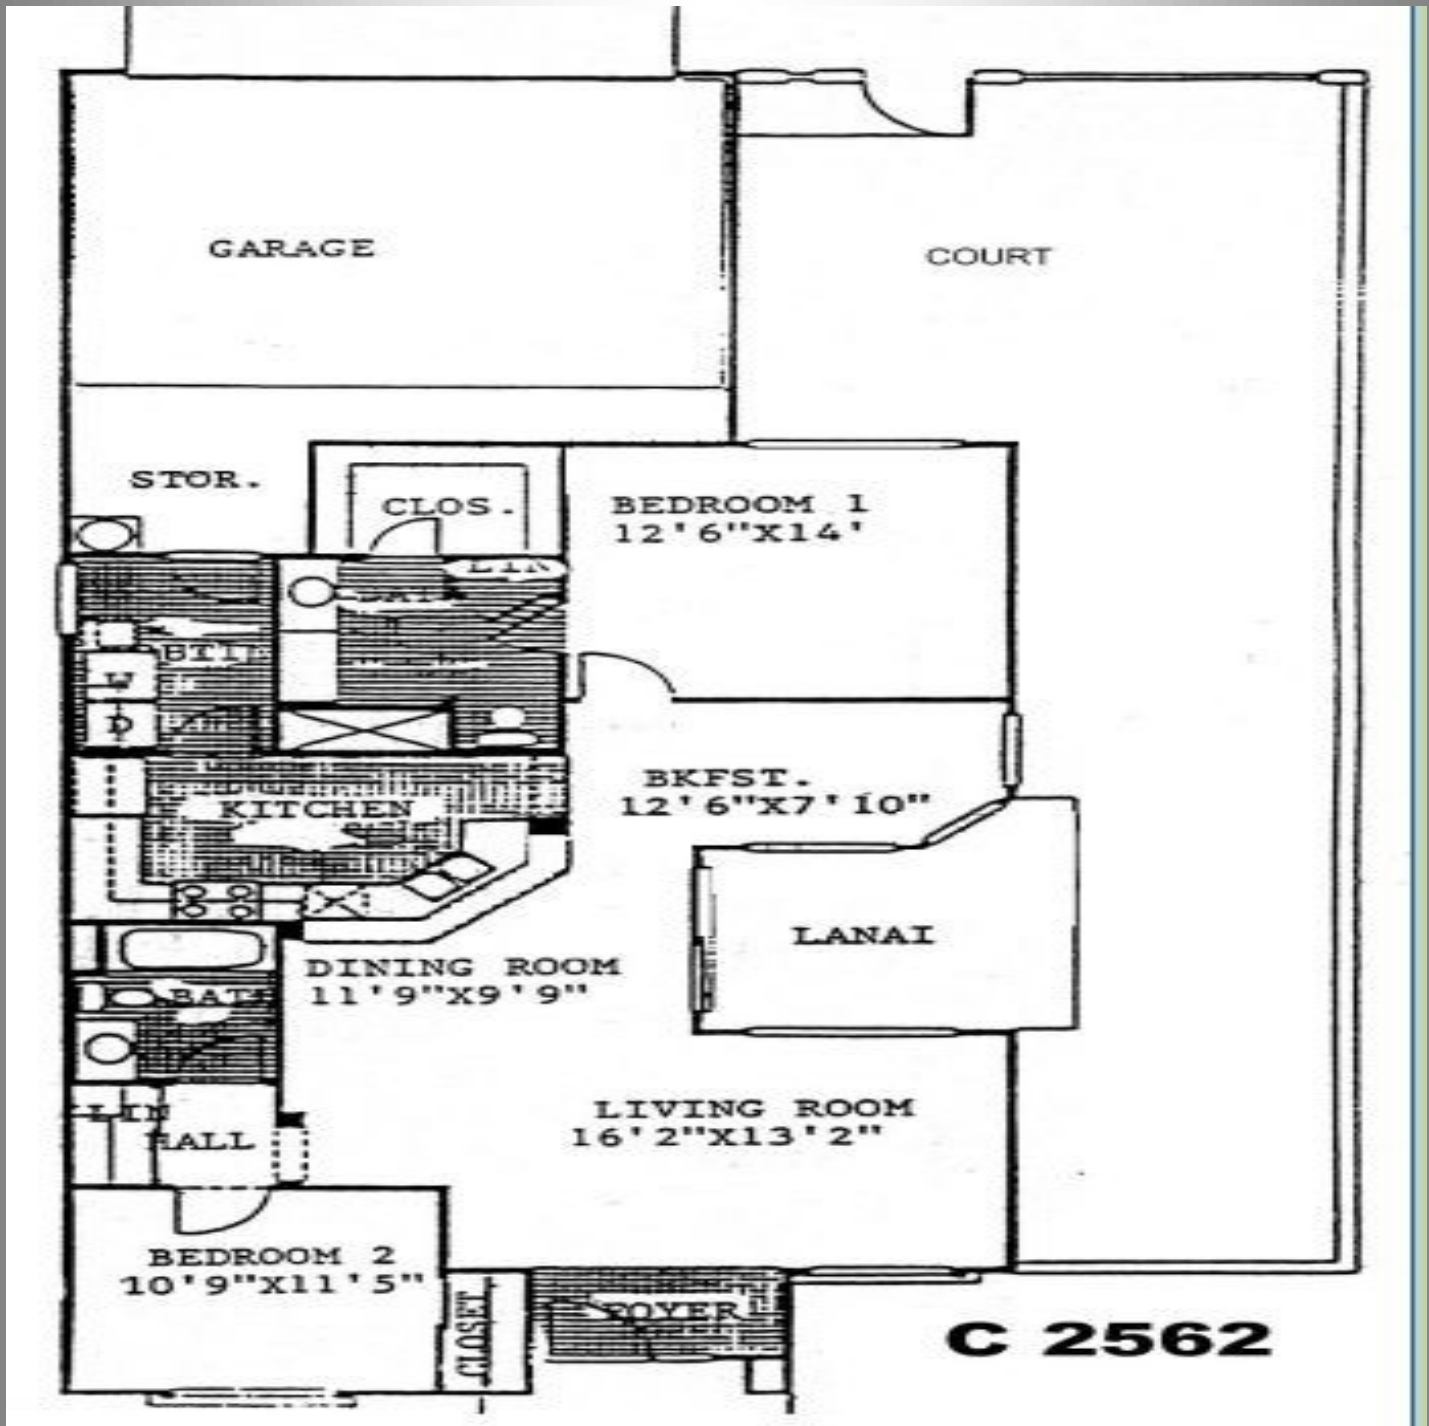 GARAGE
COURT
STOR.
CLOS.
BEDROOM 1
12'6"X14'
LIN
W
D
BKFST.
12'6"X7'10"
KITCHEN
LANAI
DINING ROOM
11'9"X9'9"
BATH
LIN
HALL
LIVING ROOM
16'2"X13'2"
BEDROOM 2
10'9"X11'5"
CLOSET
FOYER
C 2562